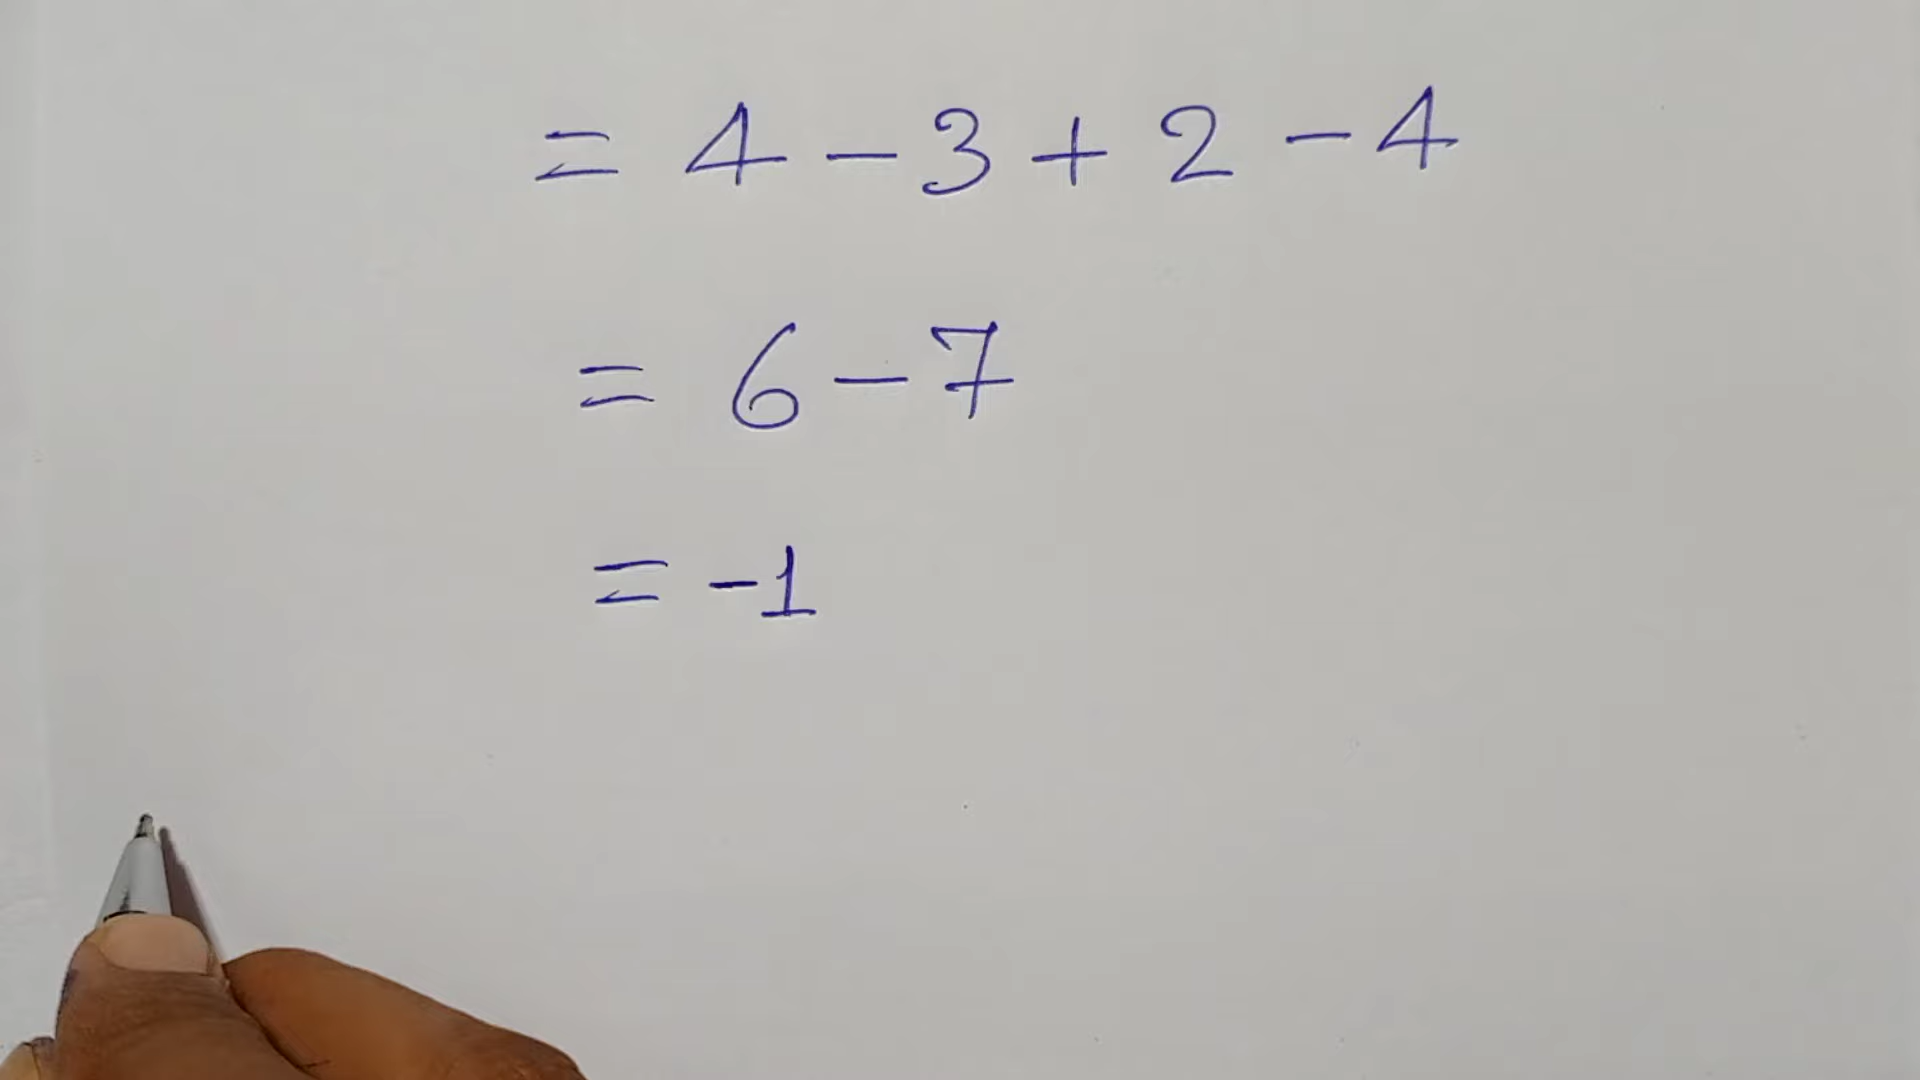 = 4 - 3 + 2 - 4
= 6 - 7
= -1